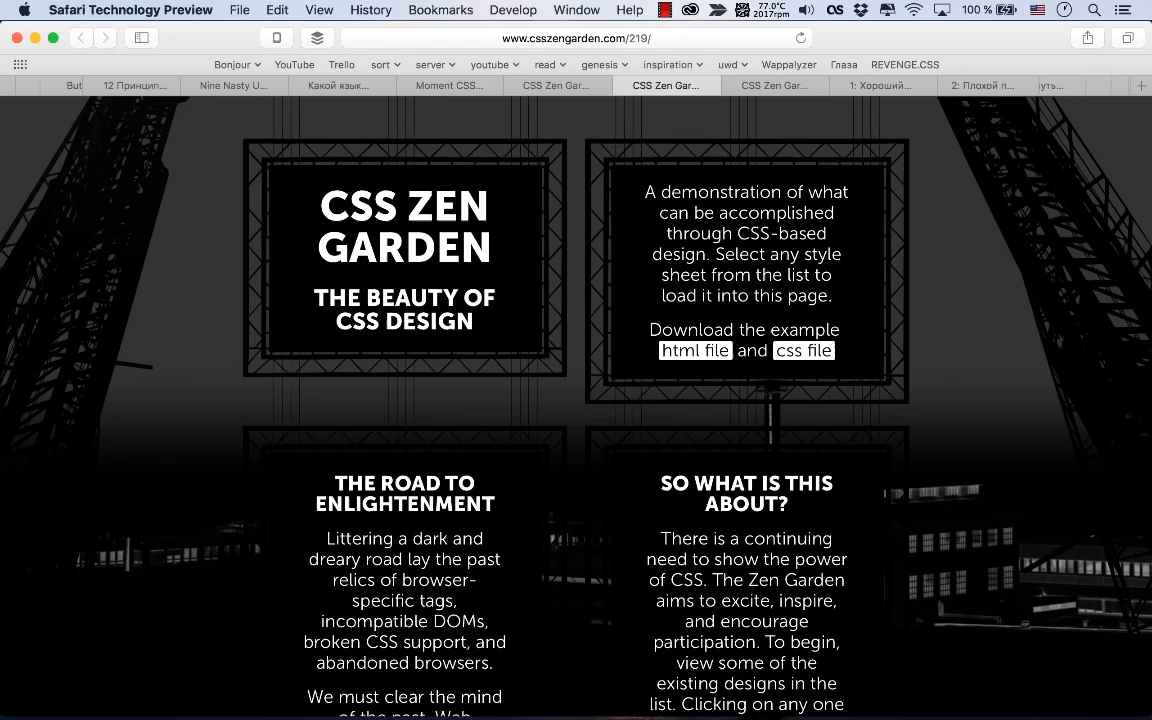 Safari Technology Preview File Edit View History Bookmarks Develop Window Help 77.0°C 2017rpm 100 %
www.csszengarden.com/219/
Bonjour YouTube Trello sort server youtube read genesis inspiration uwd Wappalyzer Глаза REVENGE.CSS
But 12 Принцип... Nine Nasty U... Какой язык... Moment CSS... CSS Zen Gar... CSS Zen Gar... CSS Zen Gar... 1: Хороший... 2: Плохой п... уть...
CSS ZEN
GARDEN
THE BEAUTY OF
CSS DESIGN
A demonstration of what
can be accomplished
through CSS-based
design. Select any style
sheet from the list to
load it into this page.
Download the example
html file and css file
THE ROAD TO
ENLIGHTENMENT
Littering a dark and
dreary road lay the past
relics of browser-
specific tags,
incompatible DOMs,
broken CSS support, and
abandoned browsers.
We must clear the mind
of the past. Web
SO WHAT IS THIS
ABOUT?
There is a continuing
need to show the power
of CSS. The Zen Garden
aims to excite, inspire,
and encourage
participation. To begin,
view some of the
existing designs in the
list. Clicking on any one